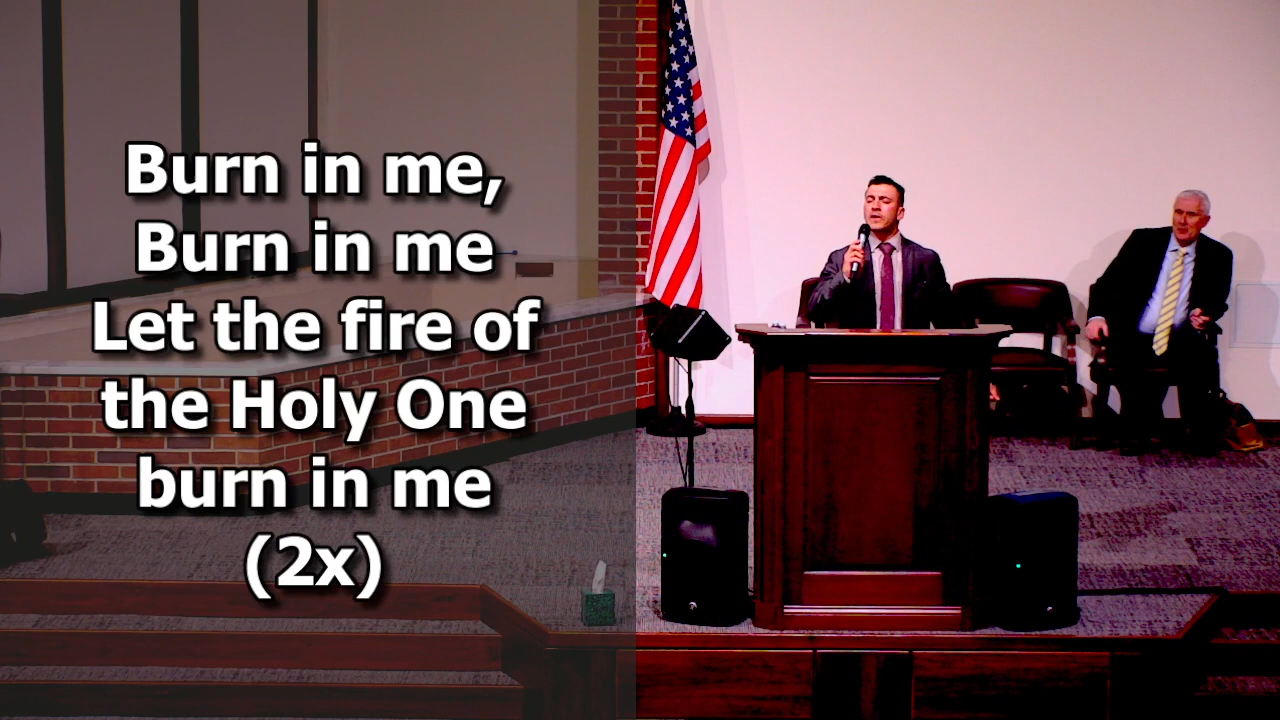 Burn in me,
Burn in me
Let the fire of
the Holy One
burn in me
(2x)